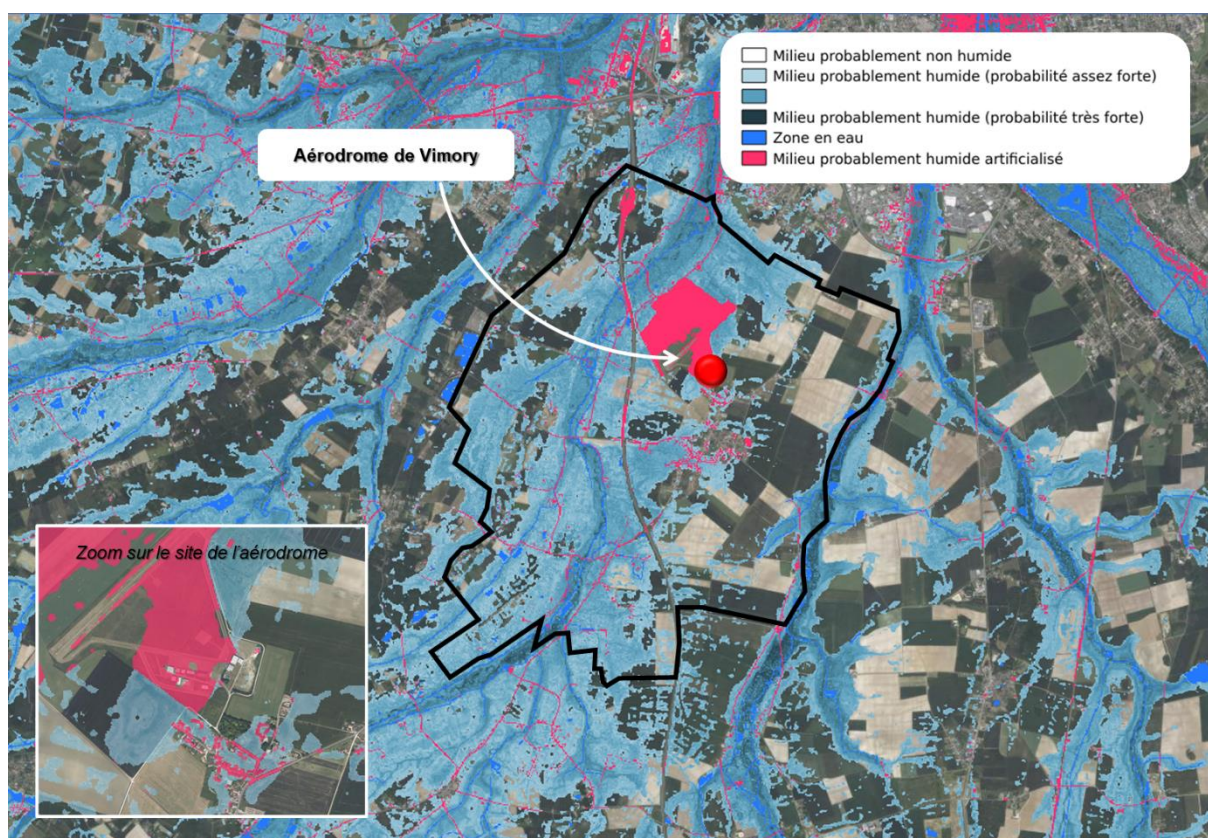 Milieu probablement non humide
Milieu probablement humide (probabilité assez forte)
Milieu probablement humide (probabilité très forte)
Zone en eau
Milieu probablement humide artificialisé
Aérodrome de Vimory
Zoom sur le site de l'aérodrome